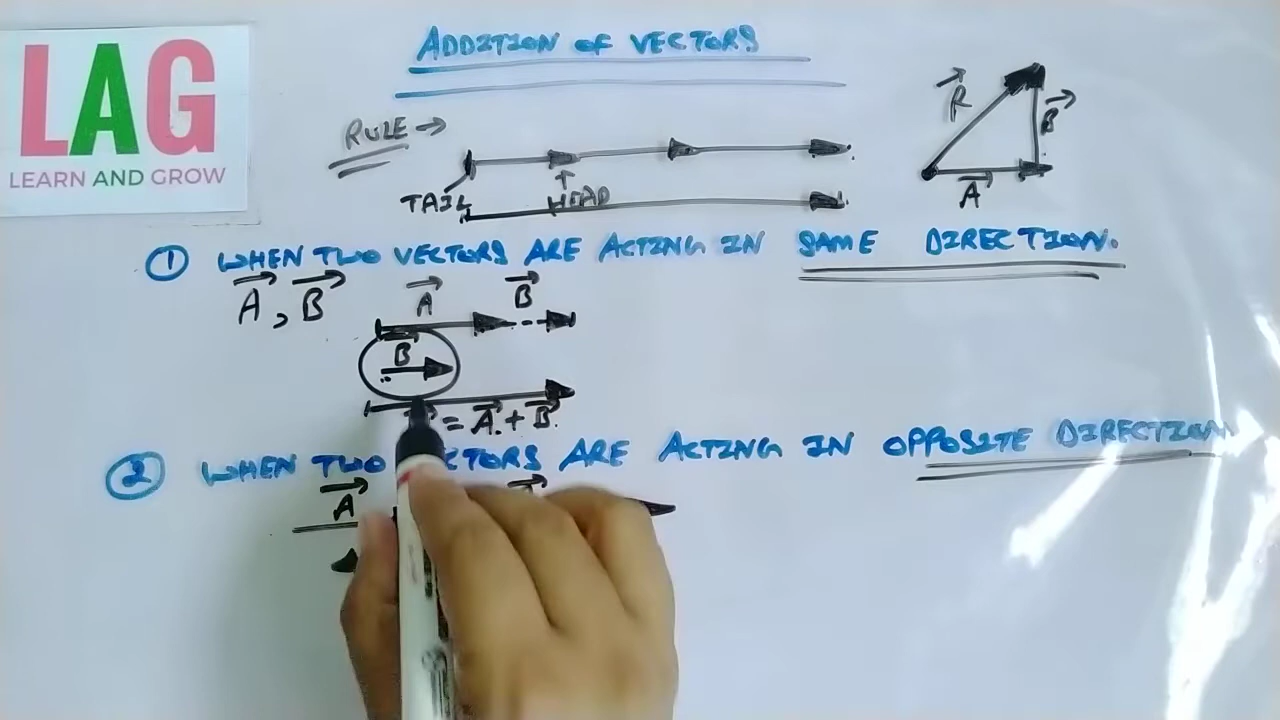 LAG
LEARN AND GROW
ADDITION OF VECTORS
RULE →
TAIL HEAD
R B
A
① WHEN TWO VECTORS ARE ACTING IN SAME DIRECTION.
A, B A B
B
= A + B
② WHEN TWO VECTORS ARE ACTING IN OPPOSITE DIRECTION
A